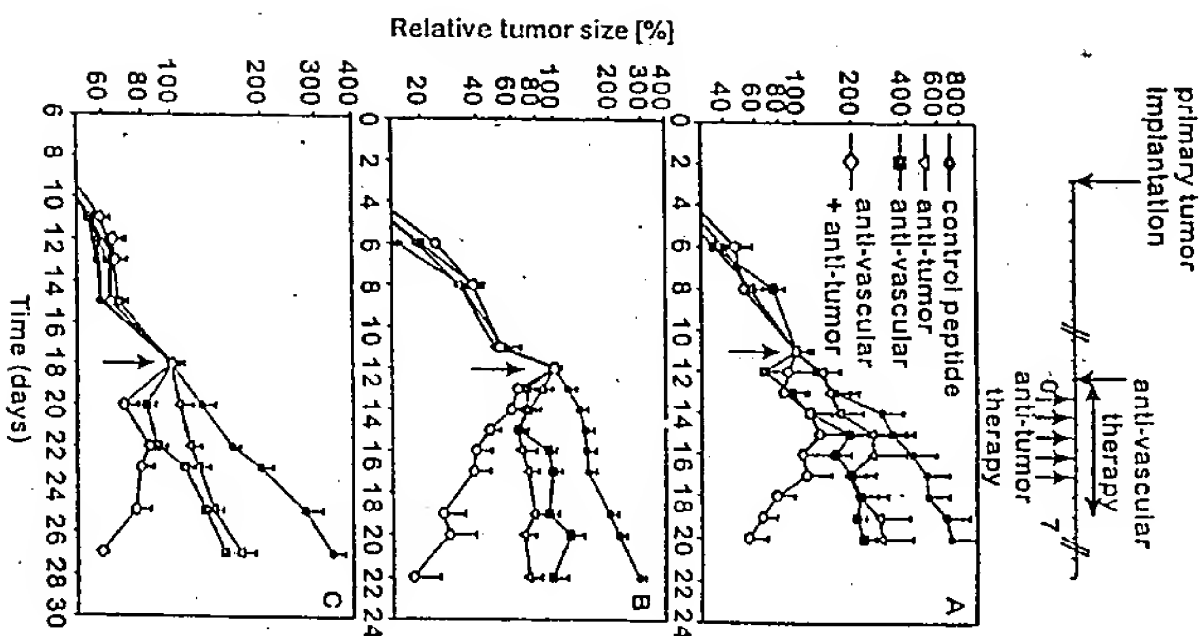 primary tumor
implantation
anti-vascular
therapy
0
7
anti-tumor
therapy
Relative tumor size [%]
800
600
400
200
100
80
60
40
A
control peptide
anti-tumor
anti-vascular
anti-vascular
+ anti-tumor
0 2 4 6 8 10 12 14 16 18 20 22 24
400
300
200
100
80
60
40
20
B
0 2 4 6 8 10 12 14 16 18 20 22 24
400
300
200
100
80
60
C
6 8 10 12 14 16 18 20 22 24 26 28 30
Time (days)